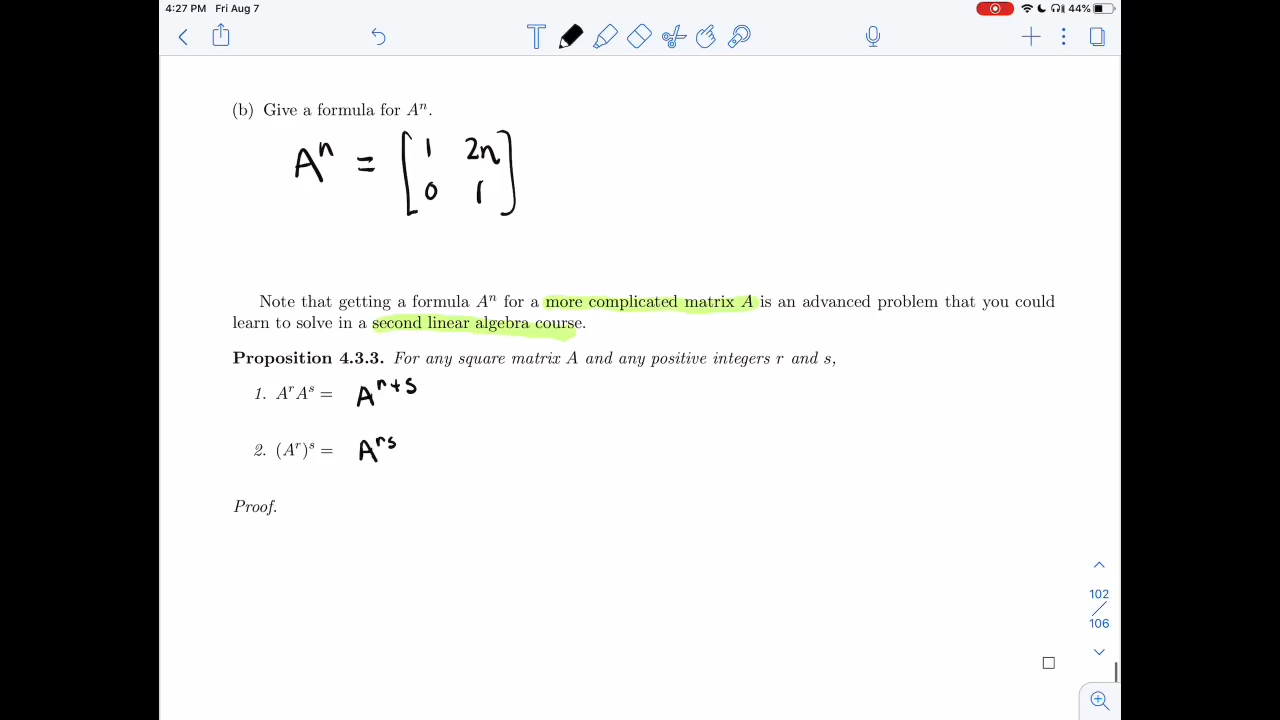 4:27 PM Fri Aug 7 44%
(b) Give a formula for Aⁿ.
Aⁿ = [1 2n
0 1]
Note that getting a formula Aⁿ for a more complicated matrix A is an advanced problem that you could
learn to solve in a second linear algebra course.
Proposition 4.3.3. For any square matrix A and any positive integers r and s,
1. AʳAˢ = Aʳ⁺ˢ
2. (Aʳ)ˢ = Aʳˢ
Proof.
102
/
106
□